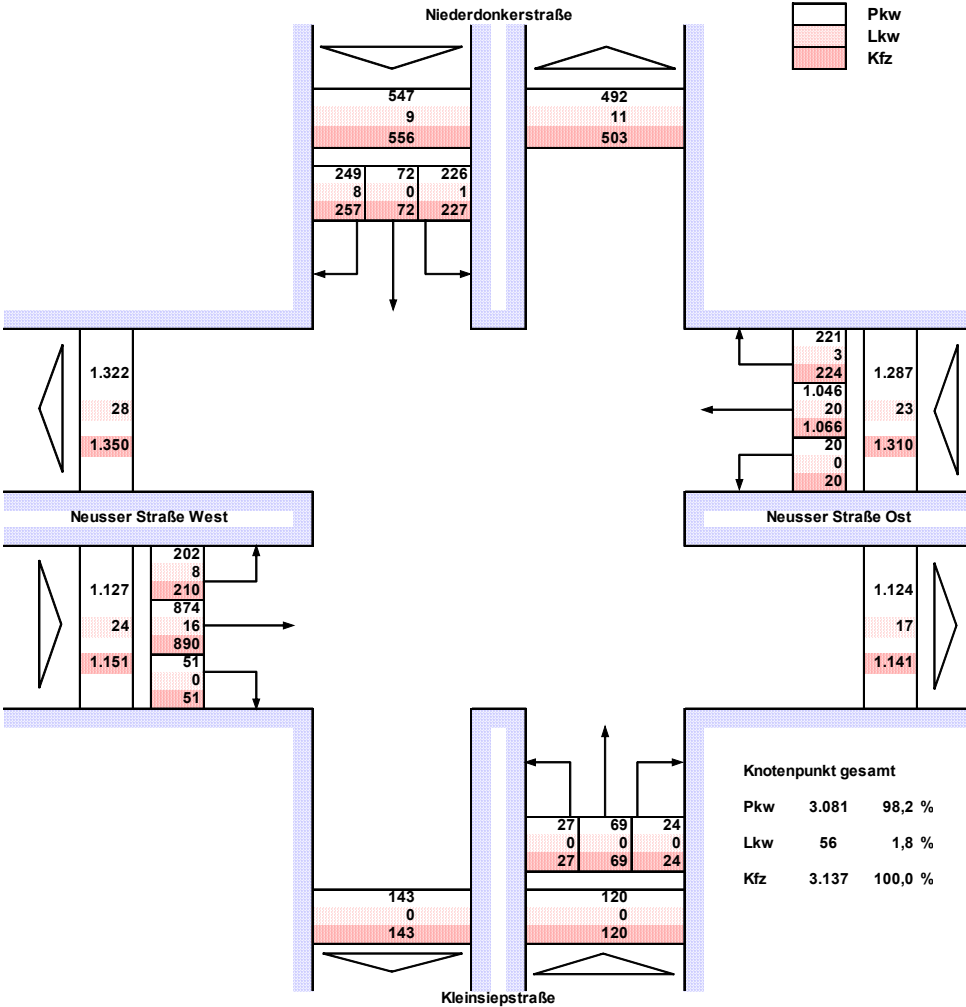 Niederdonkerstraße
Pkw
Lkw
Kfz
547
9
556
492
11
503
249 72 226
8 0 1
257 72 227
1.322
28
1.350
221
3
224
1.046
20
1.066
20
0
20
1.287
23
1.310
Neusser Straße West
Neusser Straße Ost
1.127
24
1.151
202
8
210
874
16
890
51
0
51
1.124
17
1.141
27 69 24
0 0 0
27 69 24
143
0
143
120
0
120
Knotenpunkt gesamt
Pkw 3.081 98,2 %
Lkw 56 1,8 %
Kfz 3.137 100,0 %
Kleinsiepstraße